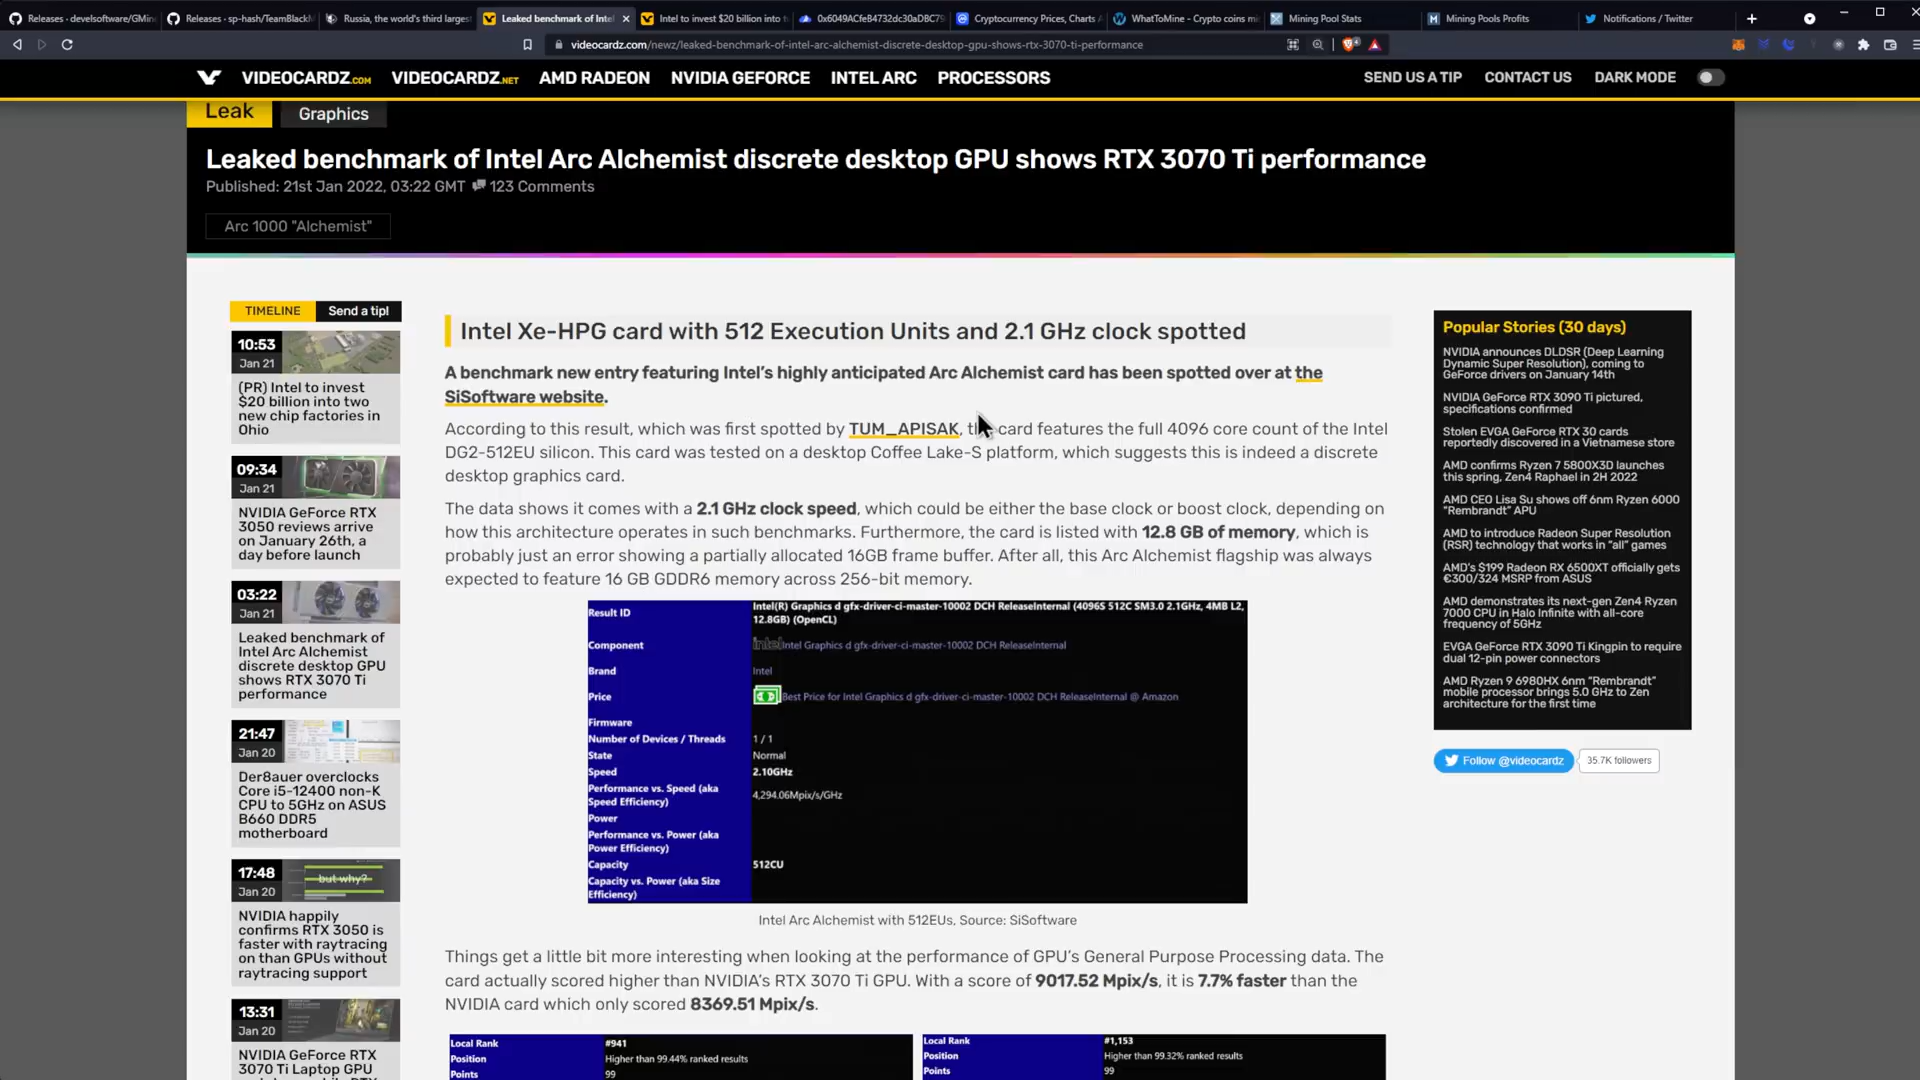 Releases · develsoftware/GMin
Releases · sp-hash/TeamBlackM
Russia, the world's third larges
Leaked benchmark of Intel
Intel to invest $20 billion into t
0x6049ACfeB4732dc30aDBC75
Cryptocurrency Prices, Charts A
WhatToMine - Crypto coins mi
Mining Pool Stats
Mining Pools Profits
Notifications / Twitter
videocardz.com/newz/leaked-benchmark-of-intel-arc-alchemist-discrete-desktop-gpu-shows-rtx-3070-ti-performance
VIDEOCARDZ.COM VIDEOCARDZ.NET AMD RADEON NVIDIA GEFORCE INTEL ARC PROCESSORS SEND US A TIP CONTACT US DARK MODE
Leak Graphics
Leaked benchmark of Intel Arc Alchemist discrete desktop GPU shows RTX 3070 Ti performance
Published: 21st Jan 2022, 03:22 GMT 123 Comments
Arc 1000 "Alchemist"
TIMELINE Send a tip!
10:53
Jan 21
(PR) Intel to invest
$20 billion into two
new chip factories in
Ohio
09:34
Jan 21
NVIDIA GeForce RTX
3050 reviews arrive
on January 26th, a
day before launch
03:22
Jan 21
Leaked benchmark of
Intel Arc Alchemist
discrete desktop GPU
shows RTX 3070 Ti
performance
21:47
Jan 20
Der8auer overclocks
Core i5-12400 non-K
CPU to 5GHz on ASUS
B660 DDR5
motherboard
17:48
Jan 20
but why?
NVIDIA happily
confirms RTX 3050 is
faster with raytracing
on than GPUs without
raytracing support
13:31
Jan 20
NVIDIA GeForce RTX
3070 Ti Laptop GPU
Intel Xe-HPG card with 512 Execution Units and 2.1 GHz clock spotted
A benchmark new entry featuring Intel's highly anticipated Arc Alchemist card has been spotted over at the
SiSoftware website.
According to this result, which was first spotted by TUM_APISAK, card features the full 4096 core count of the Intel
DG2-512EU silicon. This card was tested on a desktop Coffee Lake-S platform, which suggests this is indeed a discrete
desktop graphics card.
The data shows it comes with a 2.1 GHz clock speed, which could be either the base clock or boost clock, depending on
how this architecture operates in such benchmarks. Furthermore, the card is listed with 12.8 GB of memory, which is
probably just an error showing a partially allocated 16GB frame buffer. After all, this Arc Alchemist flagship was always
expected to feature 16 GB GDDR6 memory across 256-bit memory.
Result ID Intel(R) Graphics d gfx-driver-ci-master-10002 DCH ReleaseInternal (4096S 512C SM3.0 2.1GHz, 4MB L2,
12.8GB) (OpenCL)
Component intel Intel Graphics d gfx-driver-ci-master-10002 DCH ReleaseInternal
Brand Intel
Price Best Price for Intel Graphics d gfx-driver-ci-master-10002 DCH ReleaseInternal @ Amazon
Firmware
Number of Devices / Threads 1 / 1
State Normal
Speed 2.10GHz
Performance vs. Speed (aka
Speed Efficiency) 4,294.06Mpix/s/GHz
Power
Performance vs. Power (aka
Power Efficiency)
Capacity 512CU
Capacity vs. Power (aka Size
Efficiency)
Intel Arc Alchemist with 512EUs, Source: SiSoftware
Things get a little bit more interesting when looking at the performance of GPU's General Purpose Processing data. The
card actually scored higher than NVIDIA's RTX 3070 Ti GPU. With a score of 9017.52 Mpix/s, it is 7.7% faster than the
NVIDIA card which only scored 8369.51 Mpix/s.
Local Rank #941
Position Higher than 99.44% ranked results
Points 99
Local Rank #1,153
Position Higher than 99.32% ranked results
Points 99
Popular Stories (30 days)
NVIDIA announces DLDSR (Deep Learning
Dynamic Super Resolution), coming to
GeForce drivers on January 14th
NVIDIA GeForce RTX 3090 Ti pictured,
specifications confirmed
Stolen EVGA GeForce RTX 30 cards
reportedly discovered in a Vietnamese store
AMD confirms Ryzen 7 5800X3D launches
this spring, Zen4 Raphael in 2H 2022
AMD CEO Lisa Su shows off 6nm Ryzen 6000
"Rembrandt" APU
AMD to introduce Radeon Super Resolution
(RSR) technology that works in "all" games
AMD's $199 Radeon RX 6500XT officially gets
€300/324 MSRP from ASUS
AMD demonstrates its next-gen Zen4 Ryzen
7000 CPU in Halo Infinite with all-core
frequency of 5GHz
EVGA GeForce RTX 3090 Ti Kingpin to require
dual 12-pin power connectors
AMD Ryzen 9 6980HX 6nm "Rembrandt"
mobile processor brings 5.0 GHz to Zen
architecture for the first time
Follow @videocardz 35.7K followers